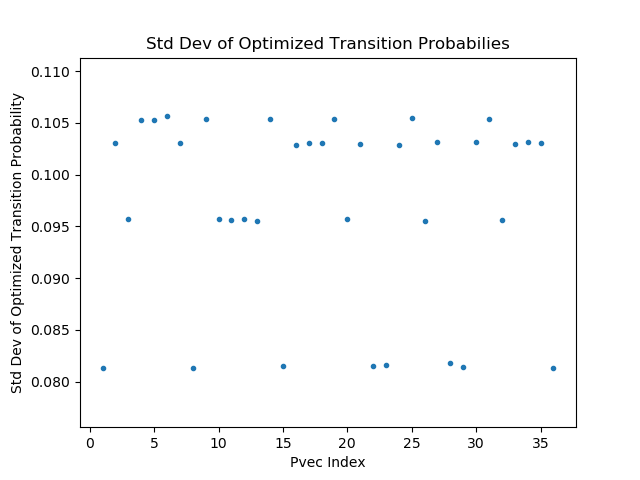 Std Dev of Optimized Transition Probabilies
0.110
0.105
0.100
0.095
0.090
0.085
0.080
Std Dev of Optimized Transition Probability
0 5 10 15 20 25 30 35
Pvec Index